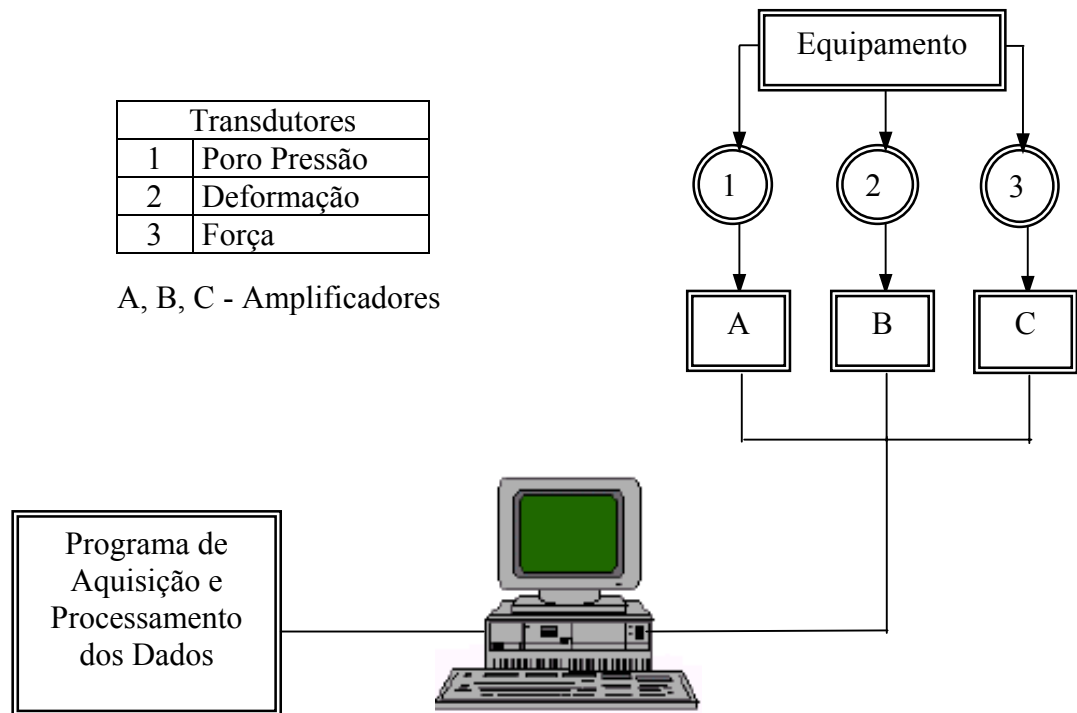 Equipamento
Transdutores
1 Poro Pressão
2 Deformação
3 Força
1 2 3
A, B, C - Amplificadores
A B C
Programa de
Aquisição e
Processamento
dos Dados